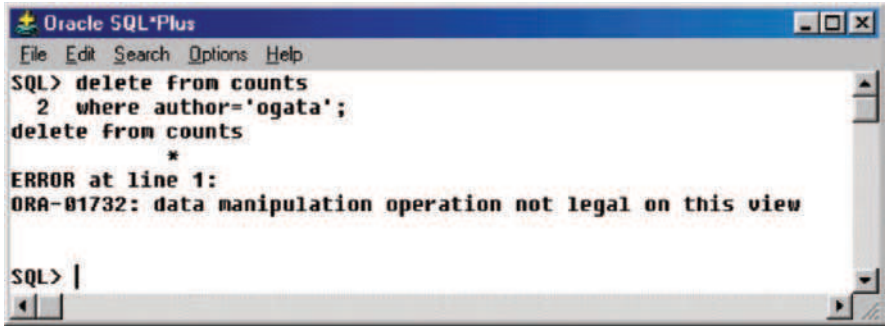 Oracle SQL*Plus
File Edit Search Options Help
SQL> delete from counts
2 where author='ogata';
delete from counts
*
ERROR at line 1:
ORA-01732: data manipulation operation not legal on this view
SQL>